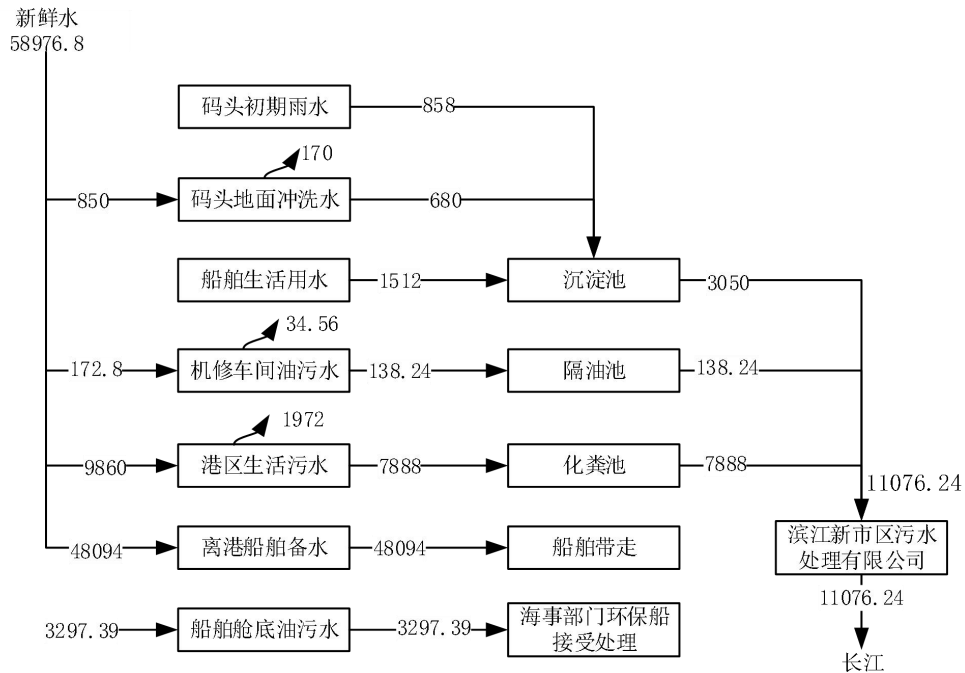 新鲜水
58976.8
码头初期雨水
858
170
850
码头地面冲洗水
680
船舶生活用水
1512
沉淀池
3050
34.56
172.8
机修车间油污水
138.24
隔油池
138.24
1972
9860
港区生活污水
7888
化粪池
7888
11076.24
48094
离港船舶备水
48094
船舶带走
滨江新市区污水
处理有限公司
11076.24
3297.39
船舶舱底油污水
3297.39
海事部门环保船
接受处理
长江